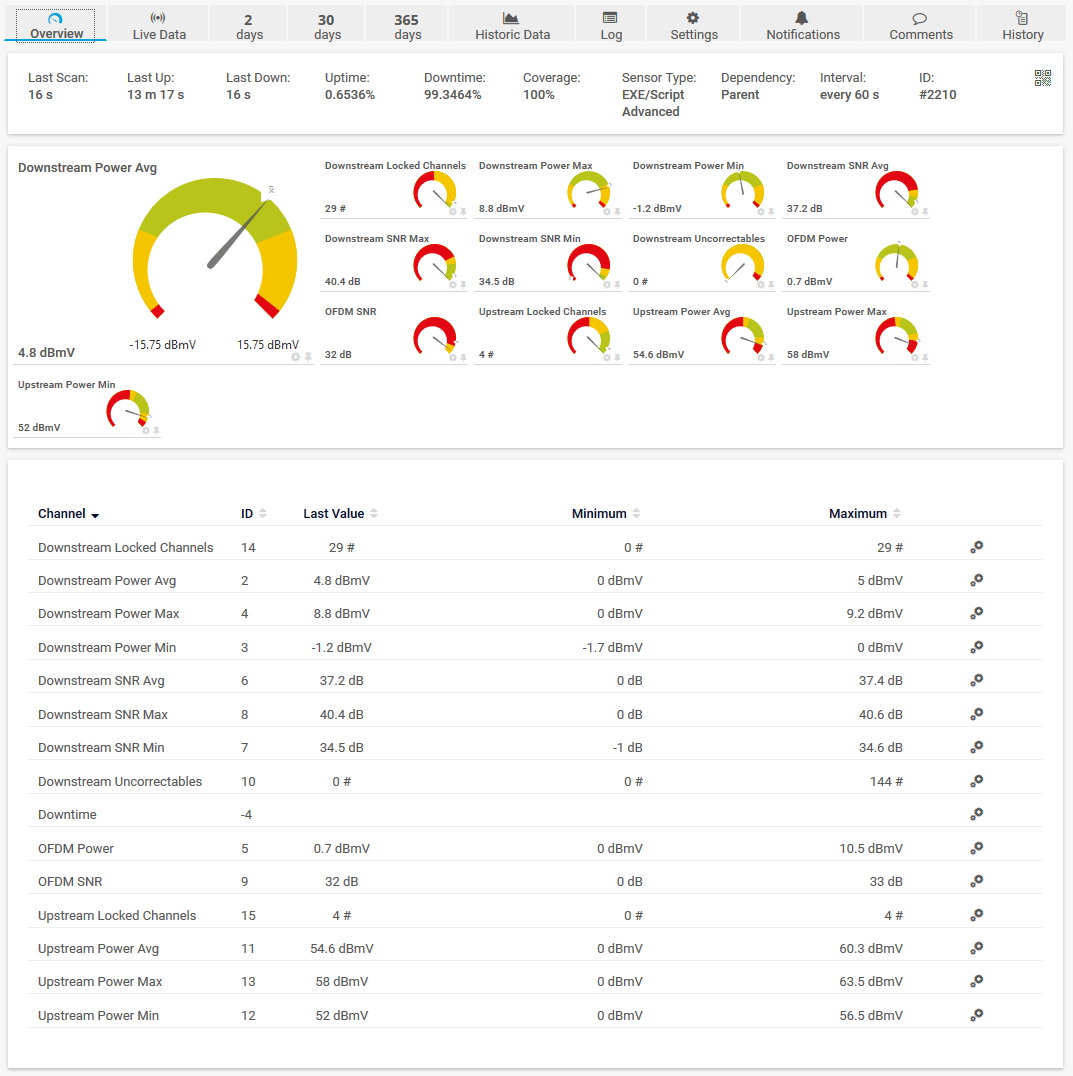 Overview
Live Data
2
days
30
days
365
days
Historic Data
Log
Settings
Notifications
Comments
History
Last Scan:
16 s
Last Up:
13 m 17 s
Last Down:
16 s
Uptime:
0.6536%
Downtime:
99.3464%
Coverage:
100%
Sensor Type:
EXE/Script
Advanced
Dependency:
Parent
Interval:
every 60 s
ID:
#2210
Downstream Power Avg
x̄
-15.75 dBmV 15.75 dBmV
4.8 dBmV
Downstream Locked Channels
29 #
Downstream Power Max
8.8 dBmV
Downstream Power Min
-1.2 dBmV
Downstream SNR Avg
37.2 dB
Downstream SNR Max
40.4 dB
Downstream SNR Min
34.5 dB
Downstream Uncorrectables
0 #
OFDM Power
0.7 dBmV
OFDM SNR
32 dB
Upstream Locked Channels
4 #
Upstream Power Avg
54.6 dBmV
Upstream Power Max
58 dBmV
Upstream Power Min
52 dBmV
Channel ID Last Value Minimum Maximum
Downstream Locked Channels 14 29 # 0 # 29 #
Downstream Power Avg 2 4.8 dBmV 0 dBmV 5 dBmV
Downstream Power Max 4 8.8 dBmV 0 dBmV 9.2 dBmV
Downstream Power Min 3 -1.2 dBmV -1.7 dBmV 0 dBmV
Downstream SNR Avg 6 37.2 dB 0 dB 37.4 dB
Downstream SNR Max 8 40.4 dB 0 dB 40.6 dB
Downstream SNR Min 7 34.5 dB -1 dB 34.6 dB
Downstream Uncorrectables 10 0 # 0 # 144 #
Downtime -4
OFDM Power 5 0.7 dBmV 0 dBmV 10.5 dBmV
OFDM SNR 9 32 dB 0 dB 33 dB
Upstream Locked Channels 15 4 # 0 # 4 #
Upstream Power Avg 11 54.6 dBmV 0 dBmV 60.3 dBmV
Upstream Power Max 13 58 dBmV 0 dBmV 63.5 dBmV
Upstream Power Min 12 52 dBmV 0 dBmV 56.5 dBmV